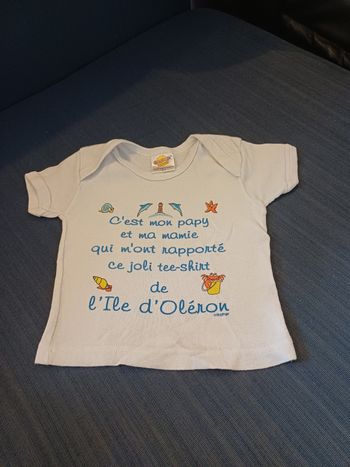 C'est mon papy
et ma mamie
qui m'ont rapporté
ce joli tee-shirt
de
l'Ile d'Oléron